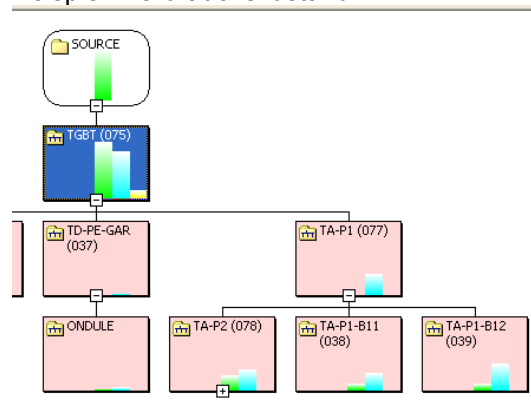 SOURCE
TGBT (075)
TD-PE-GAR
(037)
TA-P1 (077)
ONDULE
TA-P2 (078)
TA-P1-B11
(038)
TA-P1-B12
(039)